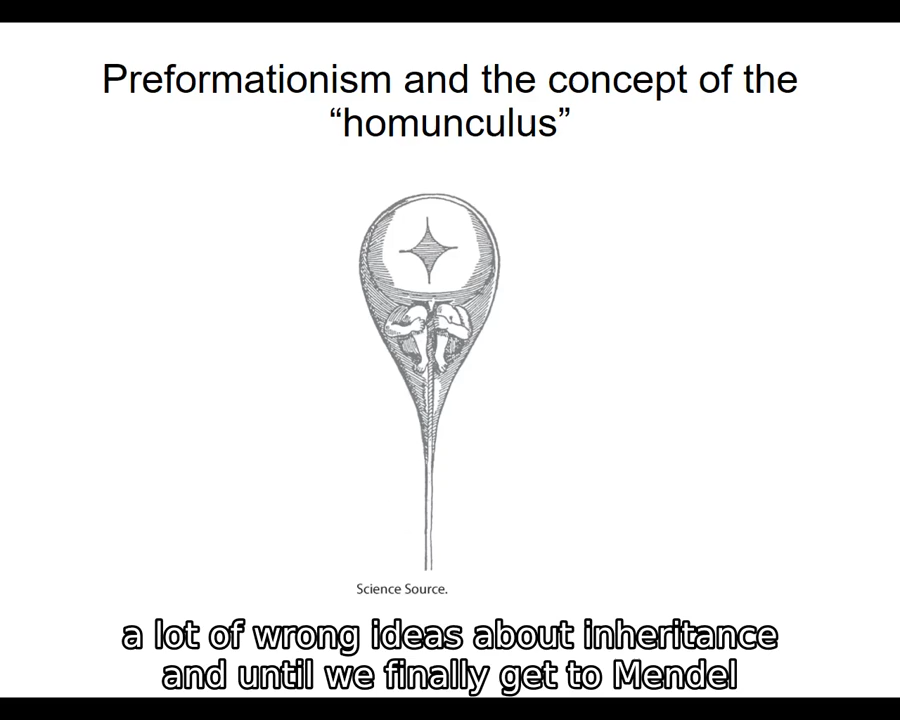 Preformationism and the concept of the
“homunculus”
Science Source.
a lot of wrong ideas about inheritance
and until we finally get to Mendel